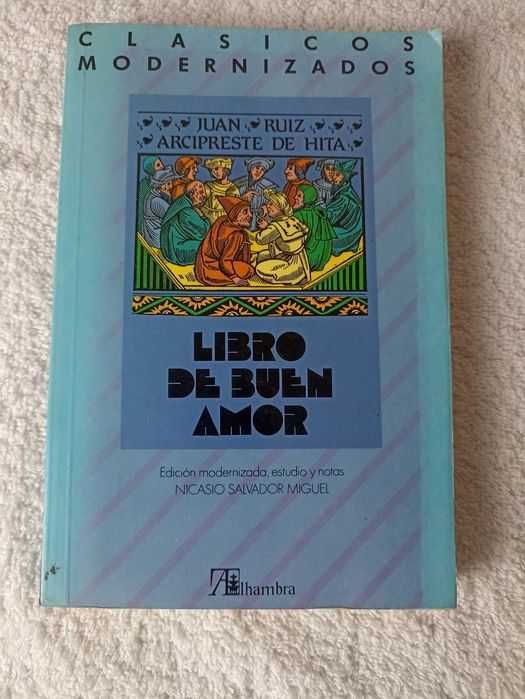 CLASICOS
MODERNIZADOS
JUAN RUIZ
ARCIPRESTE DE HITA
LIBRO
DE BUEN
AMOR
Edición modernizada, estudio y notas
NICASIO SALVADOR MIGUEL
Alhambra